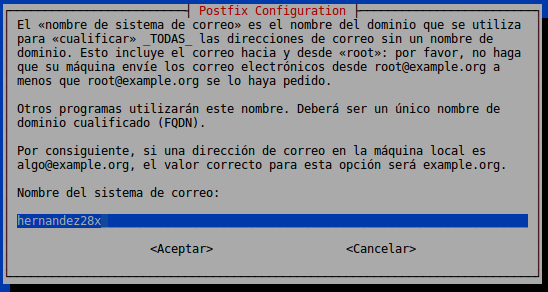 Postfix Configuration
El «nombre de sistema de correo» es el nombre del dominio que se utiliza
para «cualificar» _TODAS_ las direcciones de correo sin un nombre de
dominio. Esto incluye el correo hacia y desde «root»: por favor, no haga
que su máquina envíe los correo electrónicos desde root@example.org a
menos que root@example.org se lo haya pedido.
Otros programas utilizarán este nombre. Deberá ser un único nombre de
dominio cualificado (FQDN).
Por consiguiente, si una dirección de correo en la máquina local es
algo@example.org, el valor correcto para esta opción será example.org.
Nombre del sistema de correo:
hernandez28x
<Aceptar> <Cancelar>